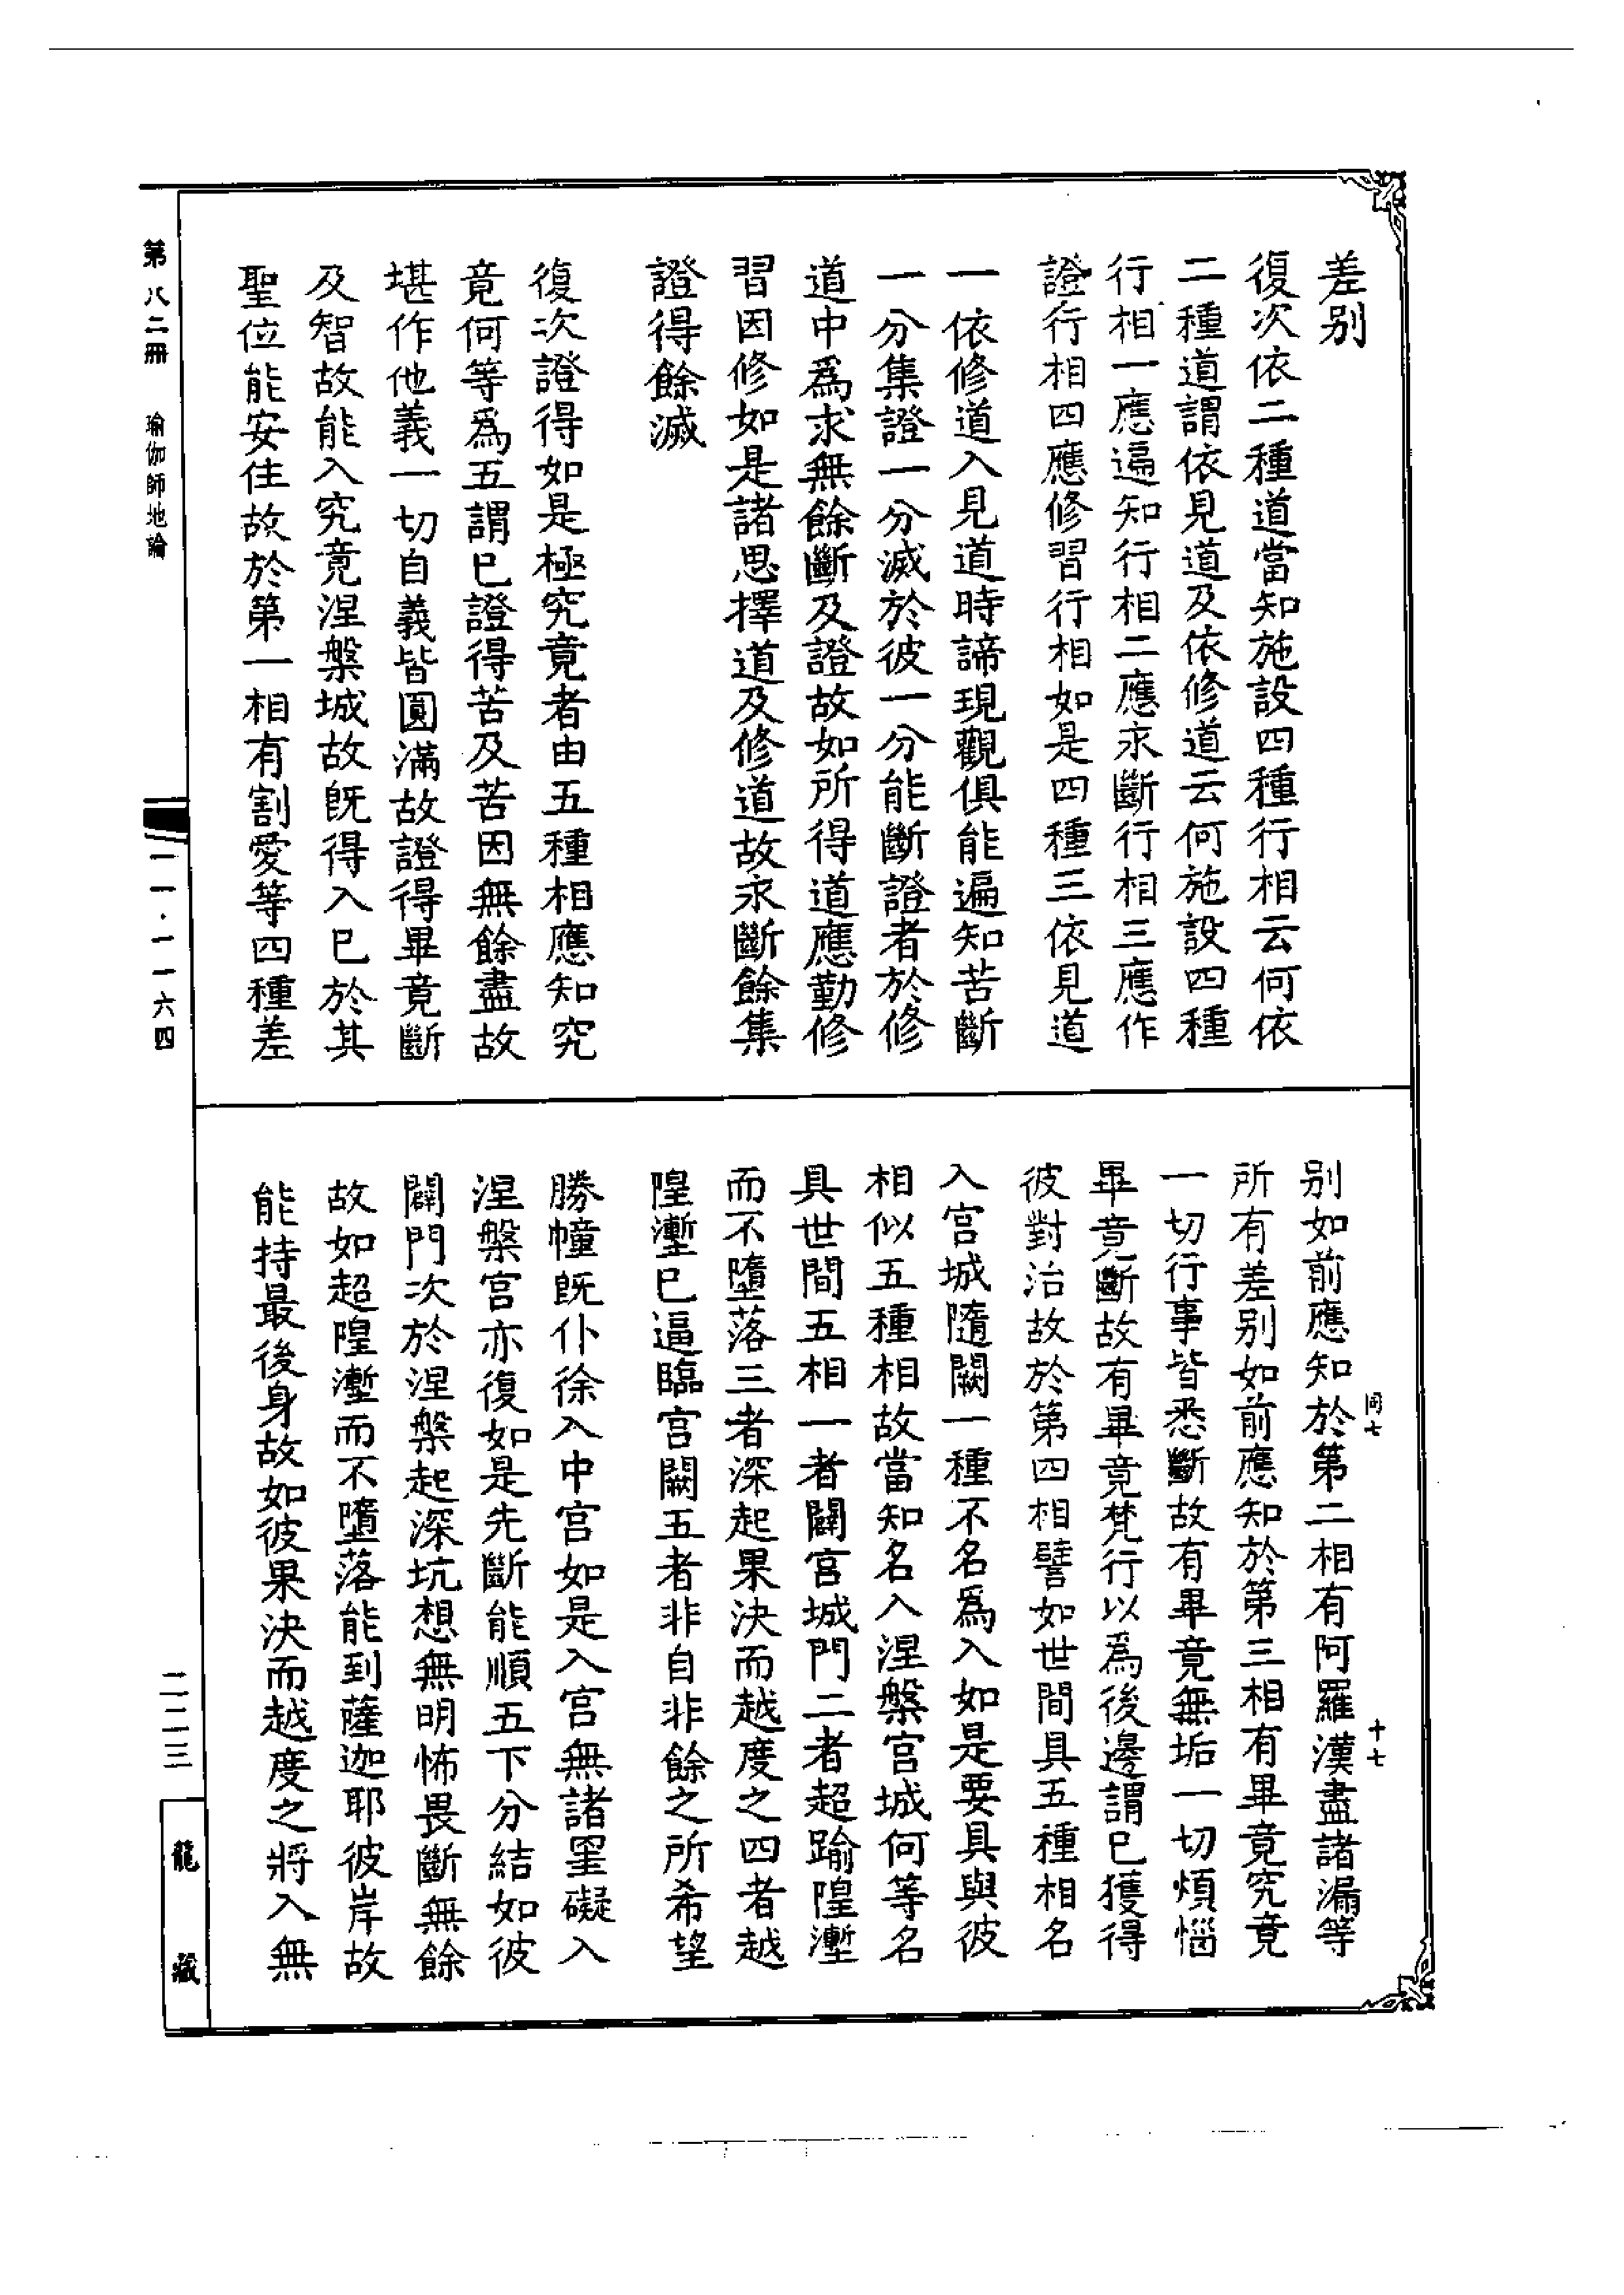 差别
復次依二種道當知施設四種行相云何依
二種道謂依見道及依修道云何施設四種
行相一應遍知行相二應永斷行相三應作
證行相四應修習行相如是四種三依見道
一依修道入見道時諦現觀俱能遍知苦斷
一分集證一分滅於彼一分能斷證者於修
道中爲求無餘斷及證故如所得道應勤修
習因修如是諸思擇道及修道故永斷餘集
證得餘滅
復次證得如是極究竟者由五種相應知究
竟何等爲五謂巳證得苦及苦因無餘盡故
堪作他義一切自義皆圓滿故證得畢竟斷
及智故能入究竟涅槃城故旣得入巳於其
聖位能安住故於第一相有割愛等四種差
别如前應知於第二相有阿羅漢盡諸漏等
所有差别如前應知於第三相有畢竟究竟
一切行事皆悉斷故有畢竟無垢一切煩惱
畢竟斷故有畢竟梵行以爲後邊謂巳獲得
彼對治故於第四相譬如世間具五種相名
入宮城隨闕一種不名爲入如是要具與彼
相似五種相故當知名入涅槃宮城何等名
具世間五相一者闢宮城門二者超踰隍壍
而不墮落三者深起果決而越度之四者越
隍壍巳逼臨宮闕五者非自非餘之所希望
勝幢旣仆徐入中宮如是入宮無諸罣礙入
涅槃宮亦復如是先斷能順五下分結如彼
闢門次於涅槃起深坑想無明怖畏斷無餘
故如超隍壍而不墮落能到薩迦耶彼岸故
能持最後身故如彼果決而越度之將入無
岡七
十七
第八二冊 瑜伽師地論
一一·一一六四
二二三
龍藏